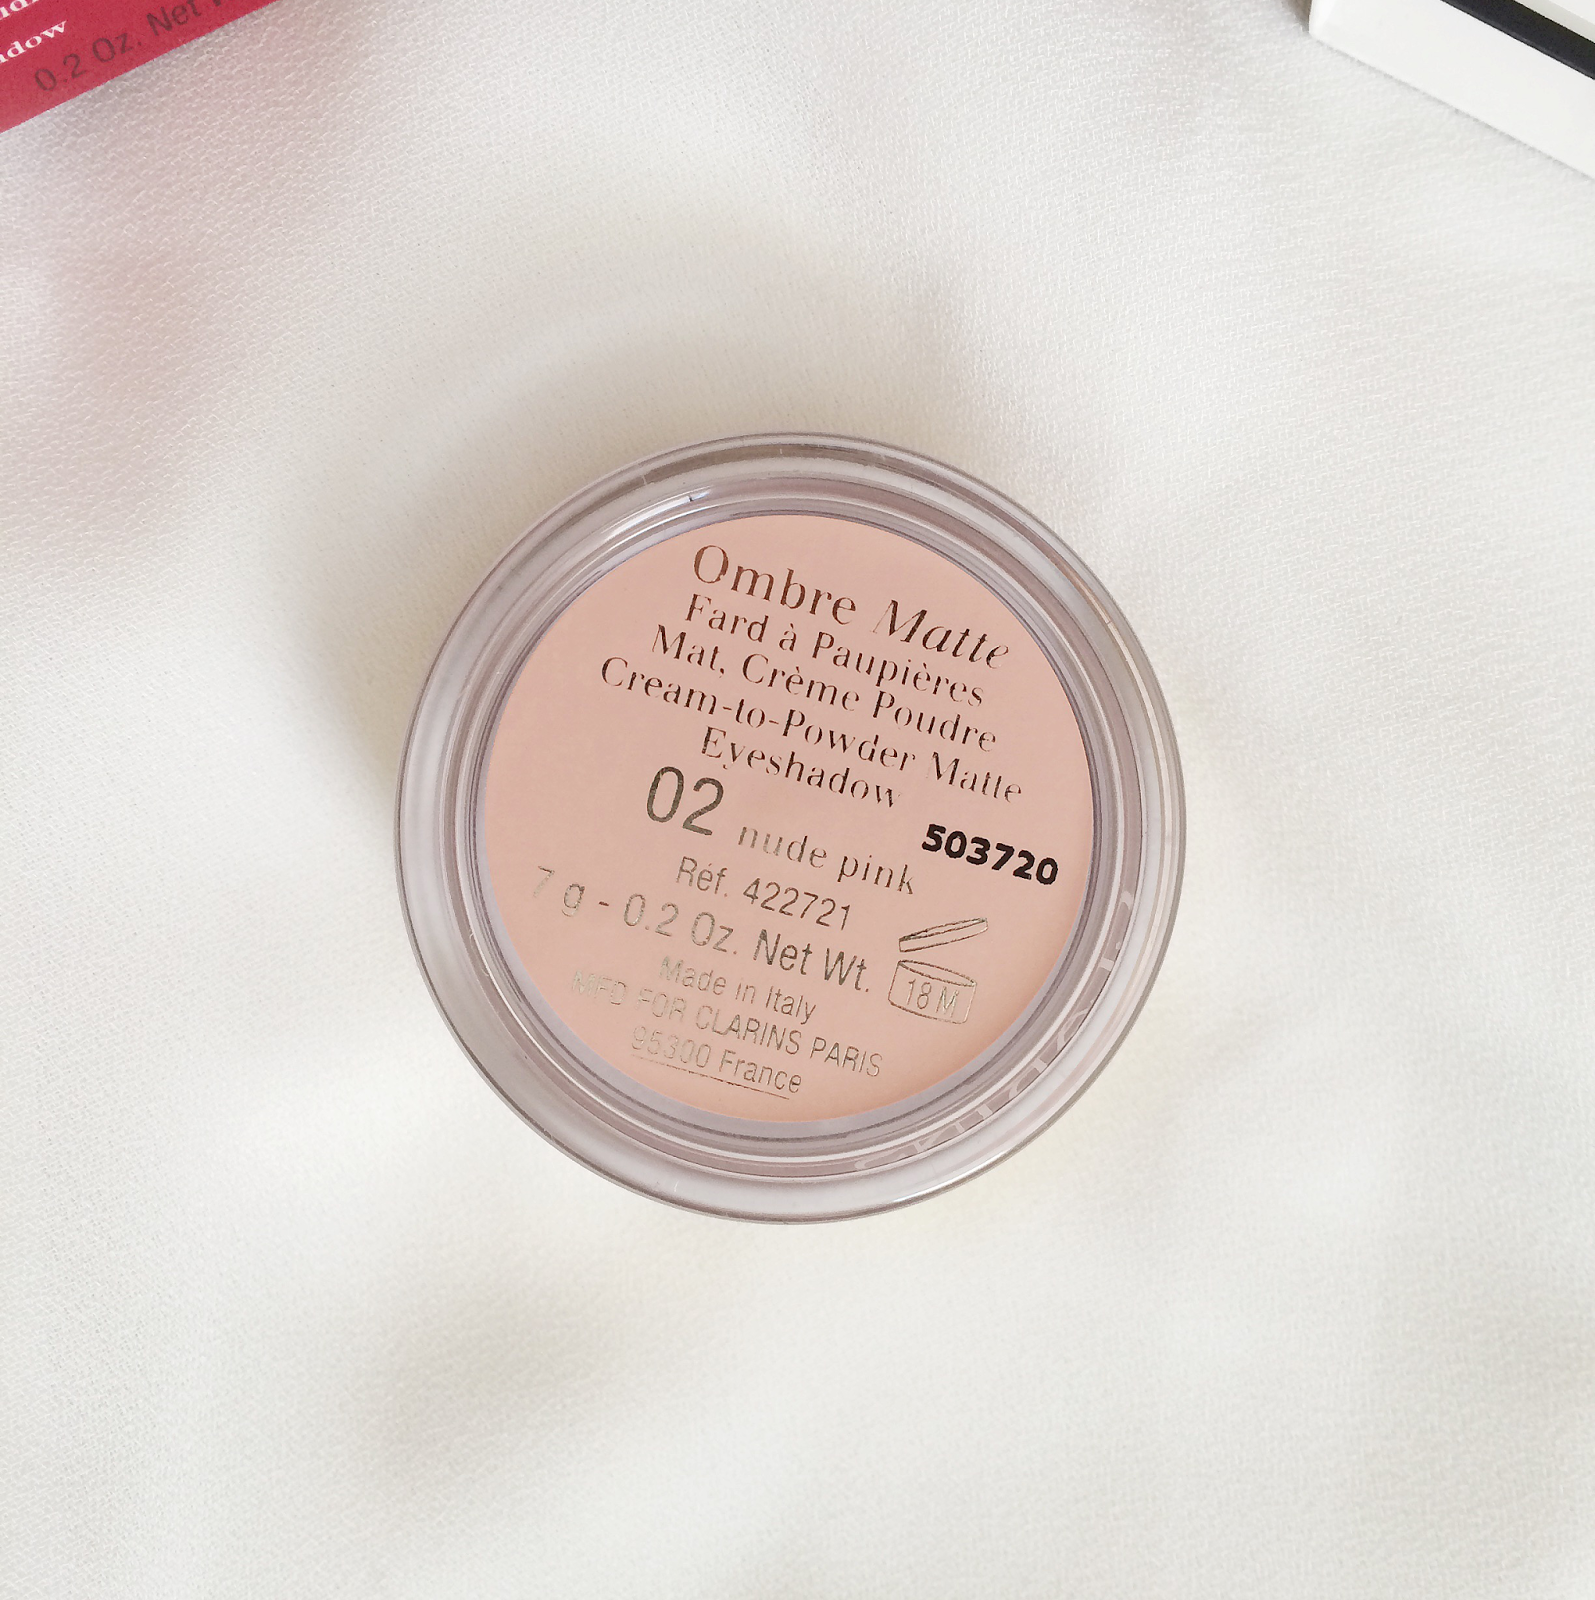 dow
0.2 Oz. Net
Ombre Matte
Fard à Paupières
Mat, Crème Poudre
Cream-to-Powder Matte
Eyeshadow
02 nude pink
503720
Réf. 422721
7 g - 0.2 Oz. Net Wt.
18 M
Made in Italy
MFD FOR CLARINS PARIS
95300 France
CLARINS